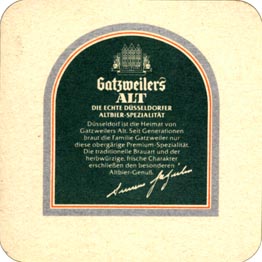 Gatzweilers
ALT
DIE ECHTE DÜSSELDORFER
ALTBIER-SPEZIALITÄT
Düsseldorf ist die Heimat von
Gatzweilers Alt. Seit Generationen
braut die Familie Gatzweiler nur
diese obergärige Premium-Spezialität.
Die traditionelle Brauart und der
herbwürzige, frische Charakter
erschließen den besonderen
Altbier-Genuß.